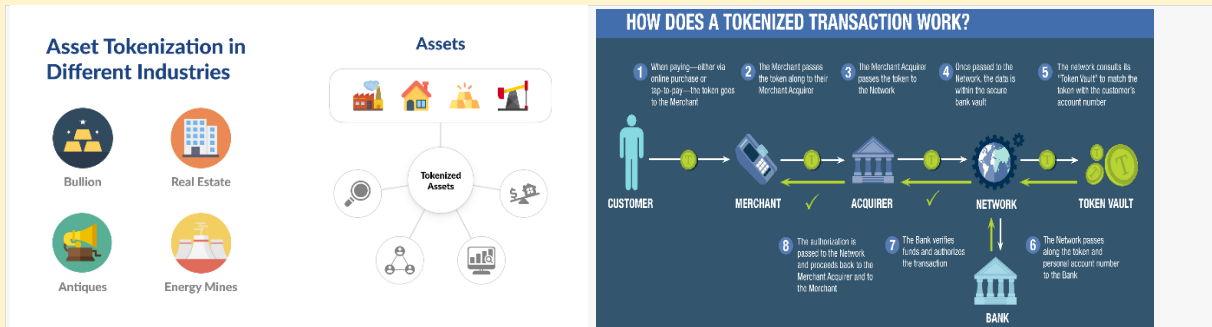 Asset Tokenization in
Different Industries
Bullion
Real Estate
Antiques
Energy Mines
Assets
Tokenized
Assets
$
HOW DOES A TOKENIZED TRANSACTION WORK?
1
When paying—either via
online purchase or
tap-to-pay—the token goes
to the Merchant
2
The Merchant passes
the token along to their
Merchant Acquirer
3
The Merchant Acquirer
passes the token to
the Network
4
Once passed to the
Network, the data is
within the secure
bank vault
5
The network consults its
"Token Vault" to match the
token with the customer's
account number
T
T
T
T
T
T
T
CUSTOMER
MERCHANT
ACQUIRER
NETWORK
TOKEN VAULT
8
The authorization is
passed to the Network
and proceeds back to the
Merchant Acquirer and to
the Merchant
7
The Bank verifies
funds and authorizes
the transaction
6
The Network passes
along the token and
personal account number
to the Bank
BANK